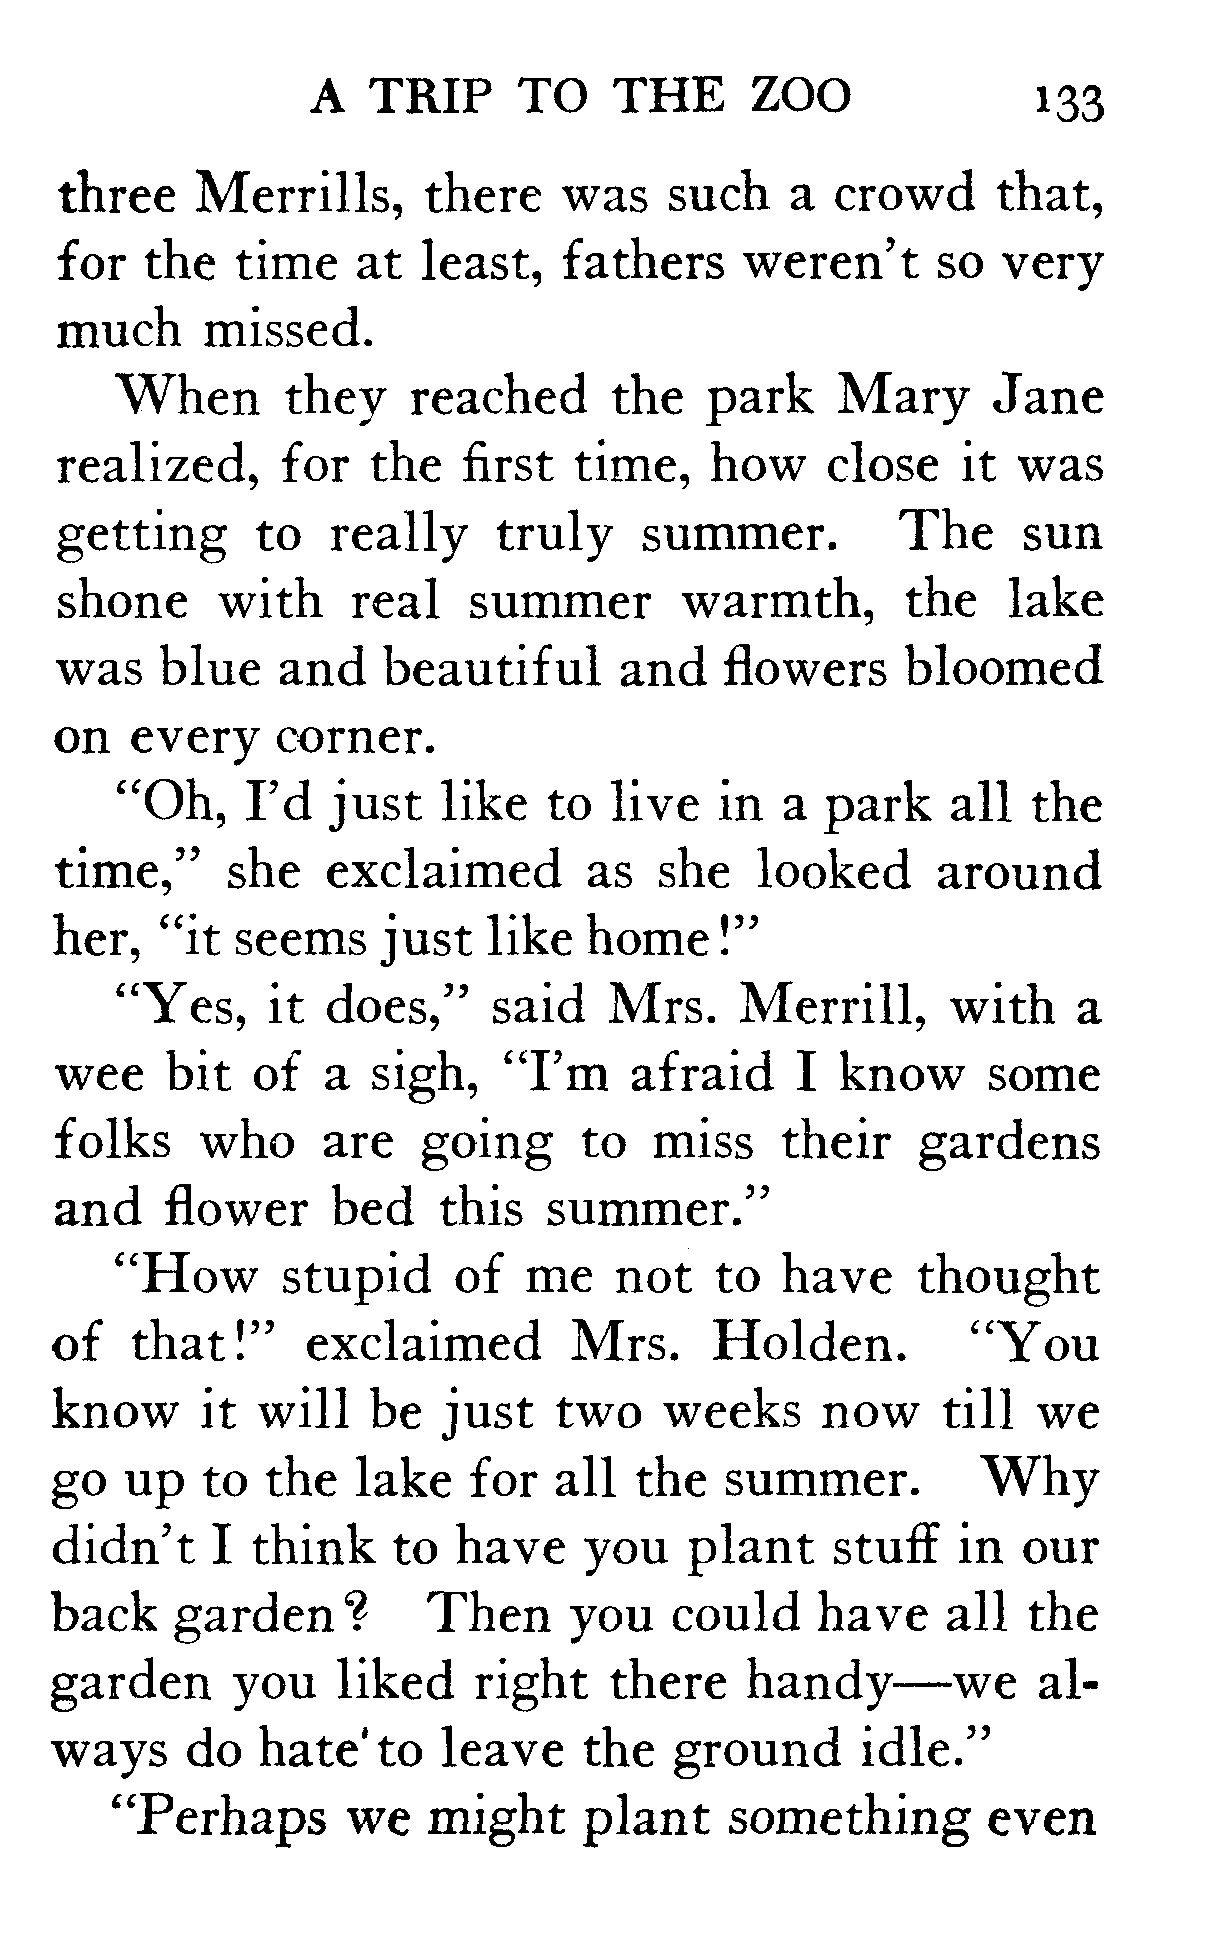 A TRIP TO THE ZOO 133
three Merrills, there was such a crowd that,
for the time at least, fathers weren't so very
much missed.
When they reached the park Mary Jane
realized, for the first time, how close it was
getting to really truly summer. The sun
shone with real summer warmth, the lake
was blue and beautiful and flowers bloomed
on every corner.
“Oh, I'd just like to live in a park all the
time,” she exclaimed as she looked around
her, “it seems just like home!”
“Yes, it does,” said Mrs. Merrill, with a
wee bit of a sigh, “I'm afraid I know some
folks who are going to miss their gardens
and flower bed this summer.”
“How stupid of me not to have thought
of that!” exclaimed Mrs. Holden. “You
know it will be just two weeks now till we
go up to the lake for all the summer. Why
didn't I think to have you plant stuff in our
back garden? Then you could have all the
garden you liked right there handy—we al-
ways do hate to leave the ground idle.”
“Perhaps we might plant something even